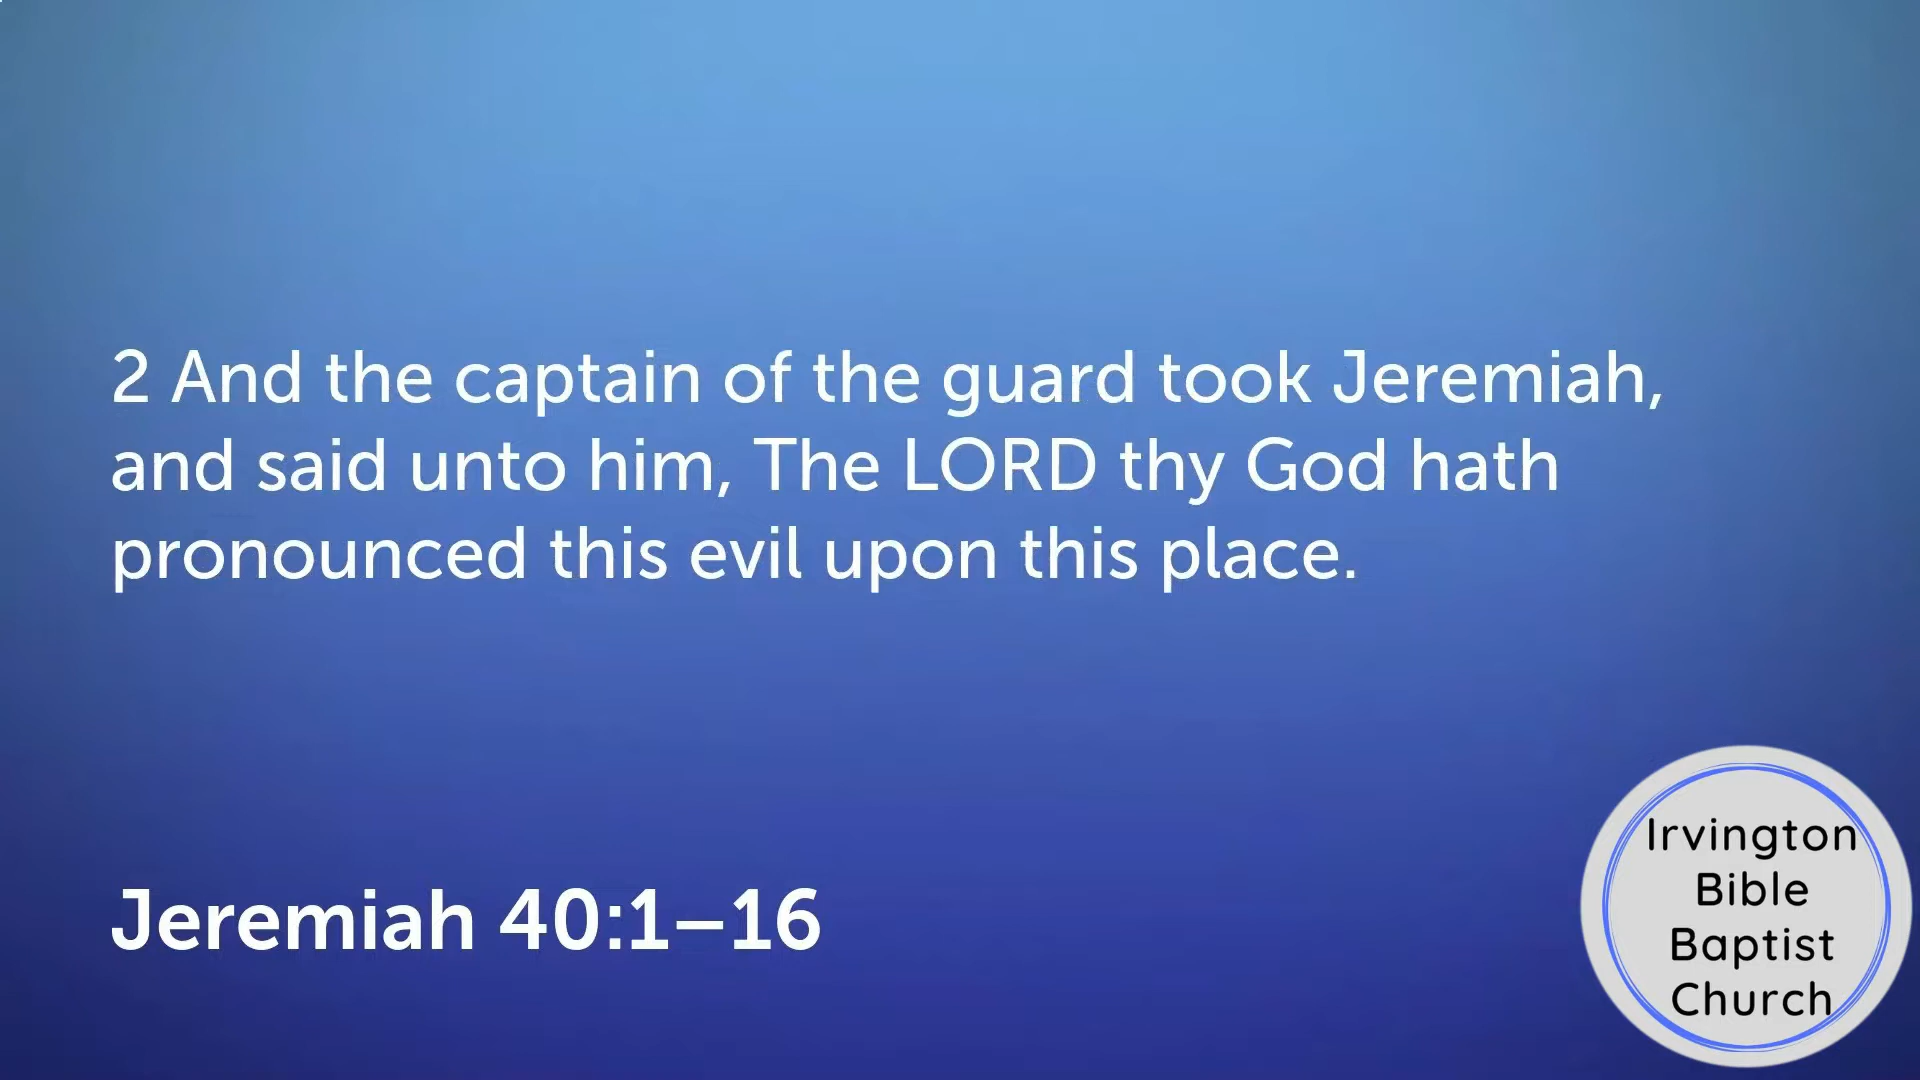 2 And the captain of the guard took Jeremiah,
and said unto him, The LORD thy God hath
pronounced this evil upon this place.
Jeremiah 40:1–16
Irvington
Bible
Baptist
Church